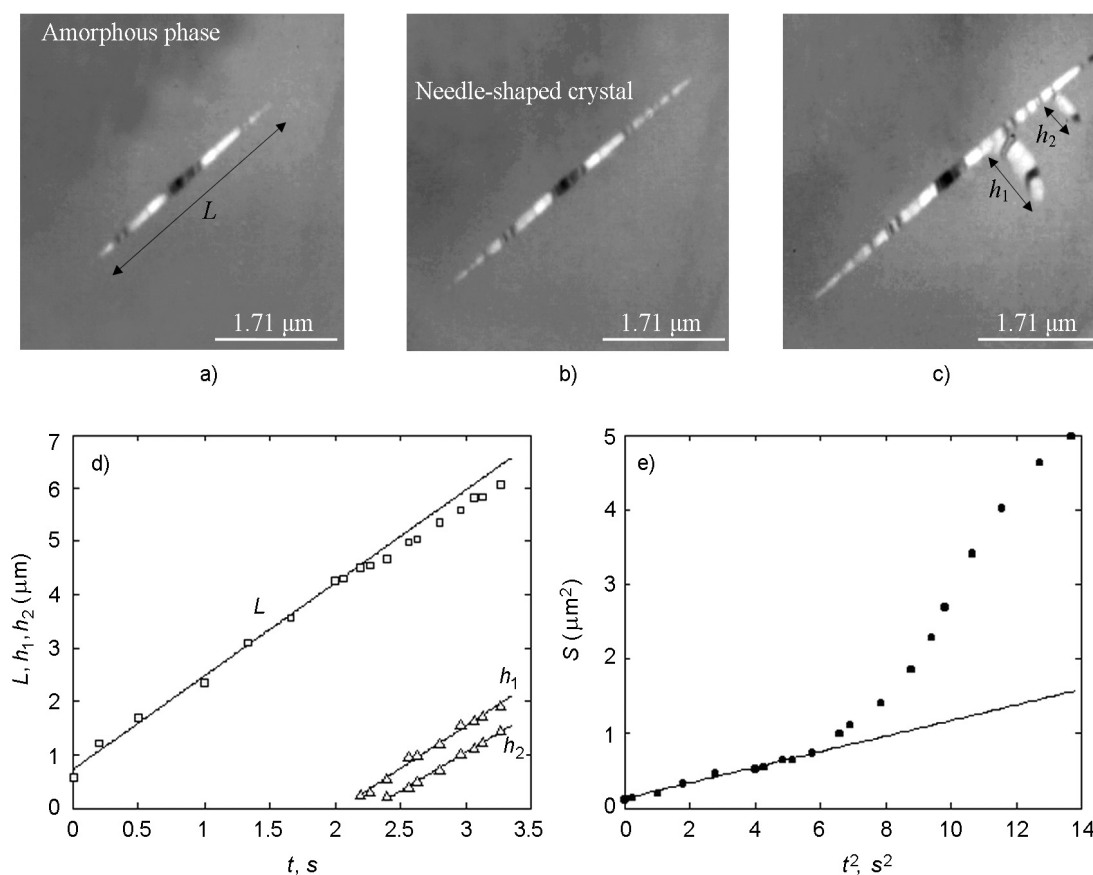 Amorphous phase
L
1.71 μm
a)
Needle-shaped crystal
1.71 μm
b)
h2
h1
1.71 μm
c)
d)
L, h1, h2 (μm)
7
6
5
4
3
2
1
0
L
h1
h2
0 0.5 1 1.5 2 2.5 3 3.5
t, s
e)
S (μm²)
5
4
3
2
1
0
0 2 4 6 8 10 12 14
t², s²